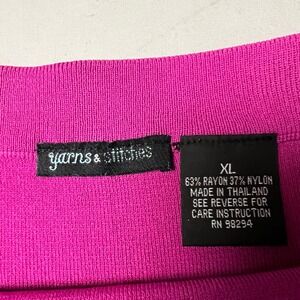 yarns & stitches
XL
63% RAYON 37% NYLON
MADE IN THAILAND
SEE REVERSE FOR
CARE INSTRUCTION
RN 98294